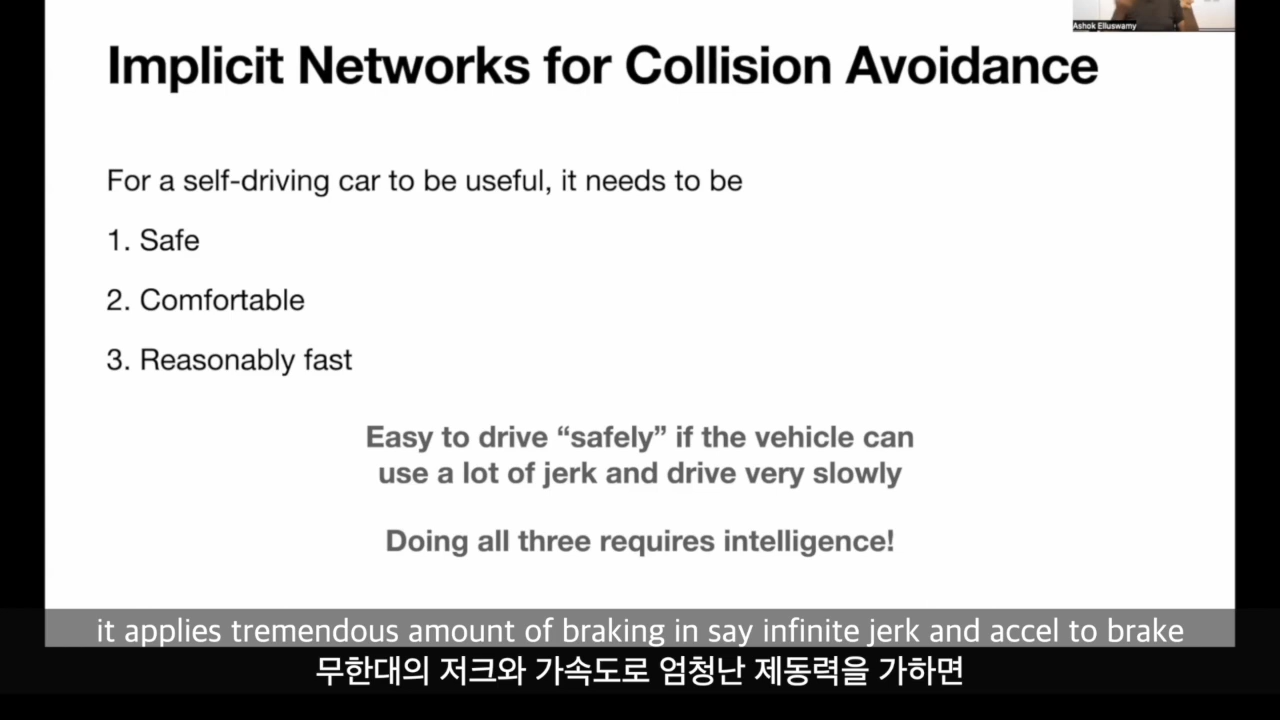 Ashok Elluswamy
Implicit Networks for Collision Avoidance
For a self-driving car to be useful, it needs to be
1. Safe
2. Comfortable
3. Reasonably fast
Easy to drive “safely” if the vehicle can
use a lot of jerk and drive very slowly
Doing all three requires intelligence!
it applies tremendous amount of braking in say infinite jerk and accel to brake
무한대의 저크와 가속도로 엄청난 제동력을 가하면